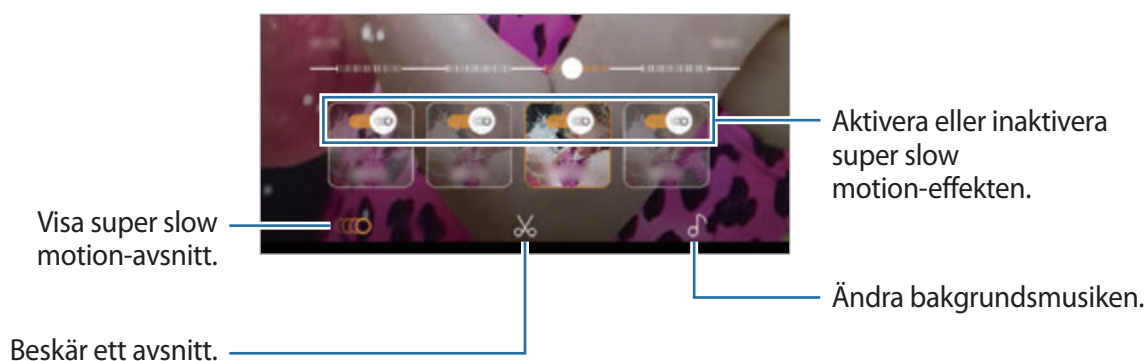 Aktivera eller inaktivera
super slow
motion-effekten.
Visa super slow
motion-avsnitt.
Ändra bakgrundsmusiken.
Beskär ett avsnitt.